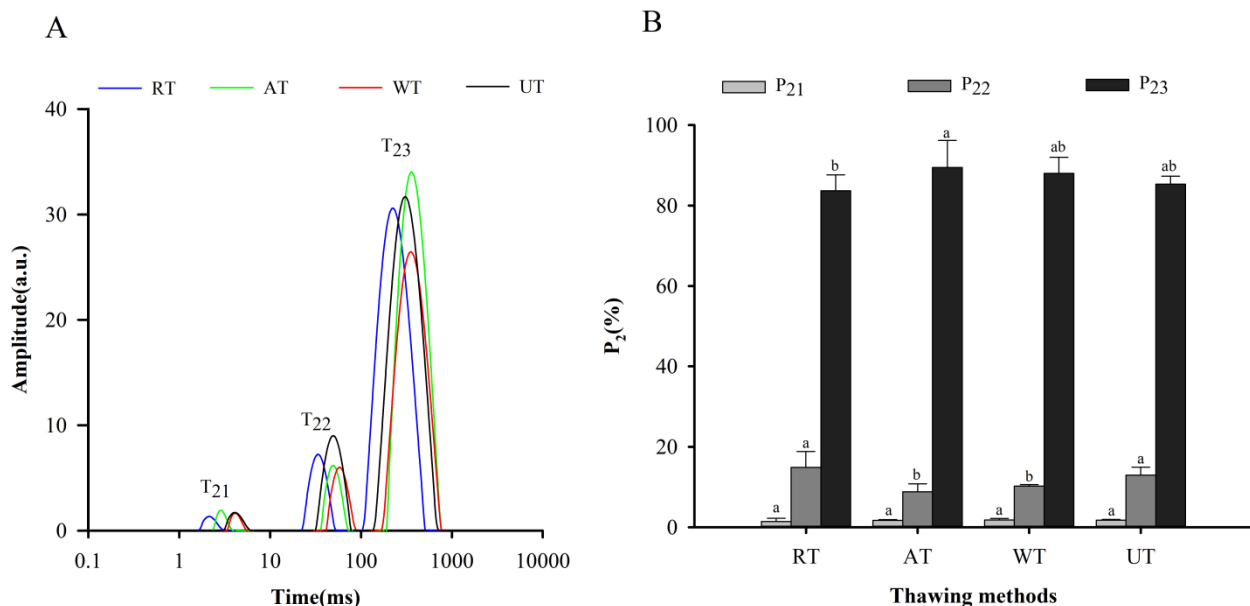 A
RT AT WT UT
40
30
20
10
0
Amplitude(a.u.)
T21
T22
T23
0.1 1 10 100 1000 10000
Time(ms)
B
P21 P22 P23
100
80
60
40
20
0
P2(%)
a a b
a b a
a b ab
a a ab
RT AT WT UT
Thawing methods